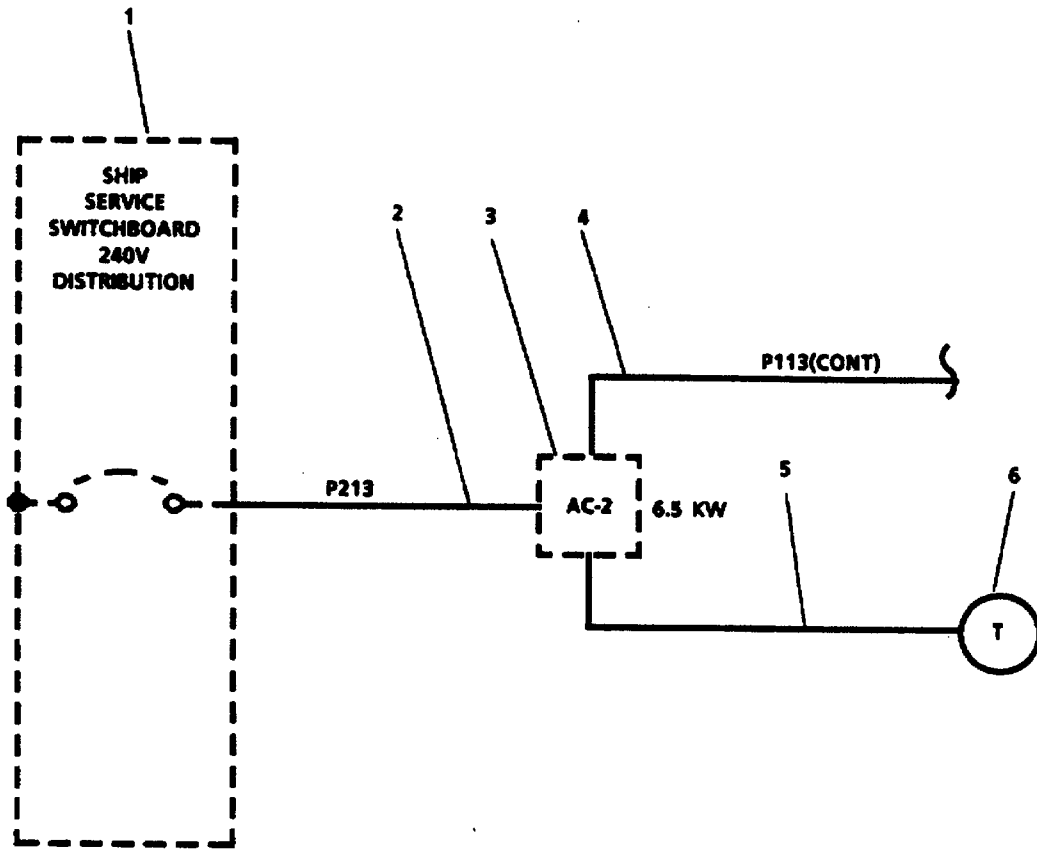 1
SHIP
SERVICE
SWITCHBOARD
240V
DISTRIBUTION
2
3
4
P113(CONT)
P213
AC-2
6.5 KW
5
6
T